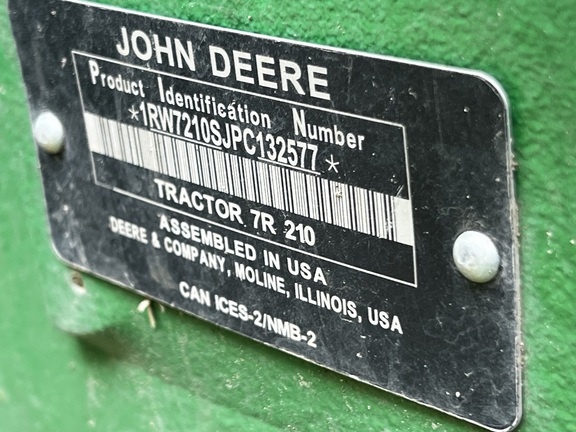 JOHN DEERE
Product Identification Number
*1RW7210SJPC132577*
TRACTOR 7R 210
ASSEMBLED IN USA
DEERE & COMPANY, MOLINE, ILLINOIS, USA
CAN ICES-2/NMB-2